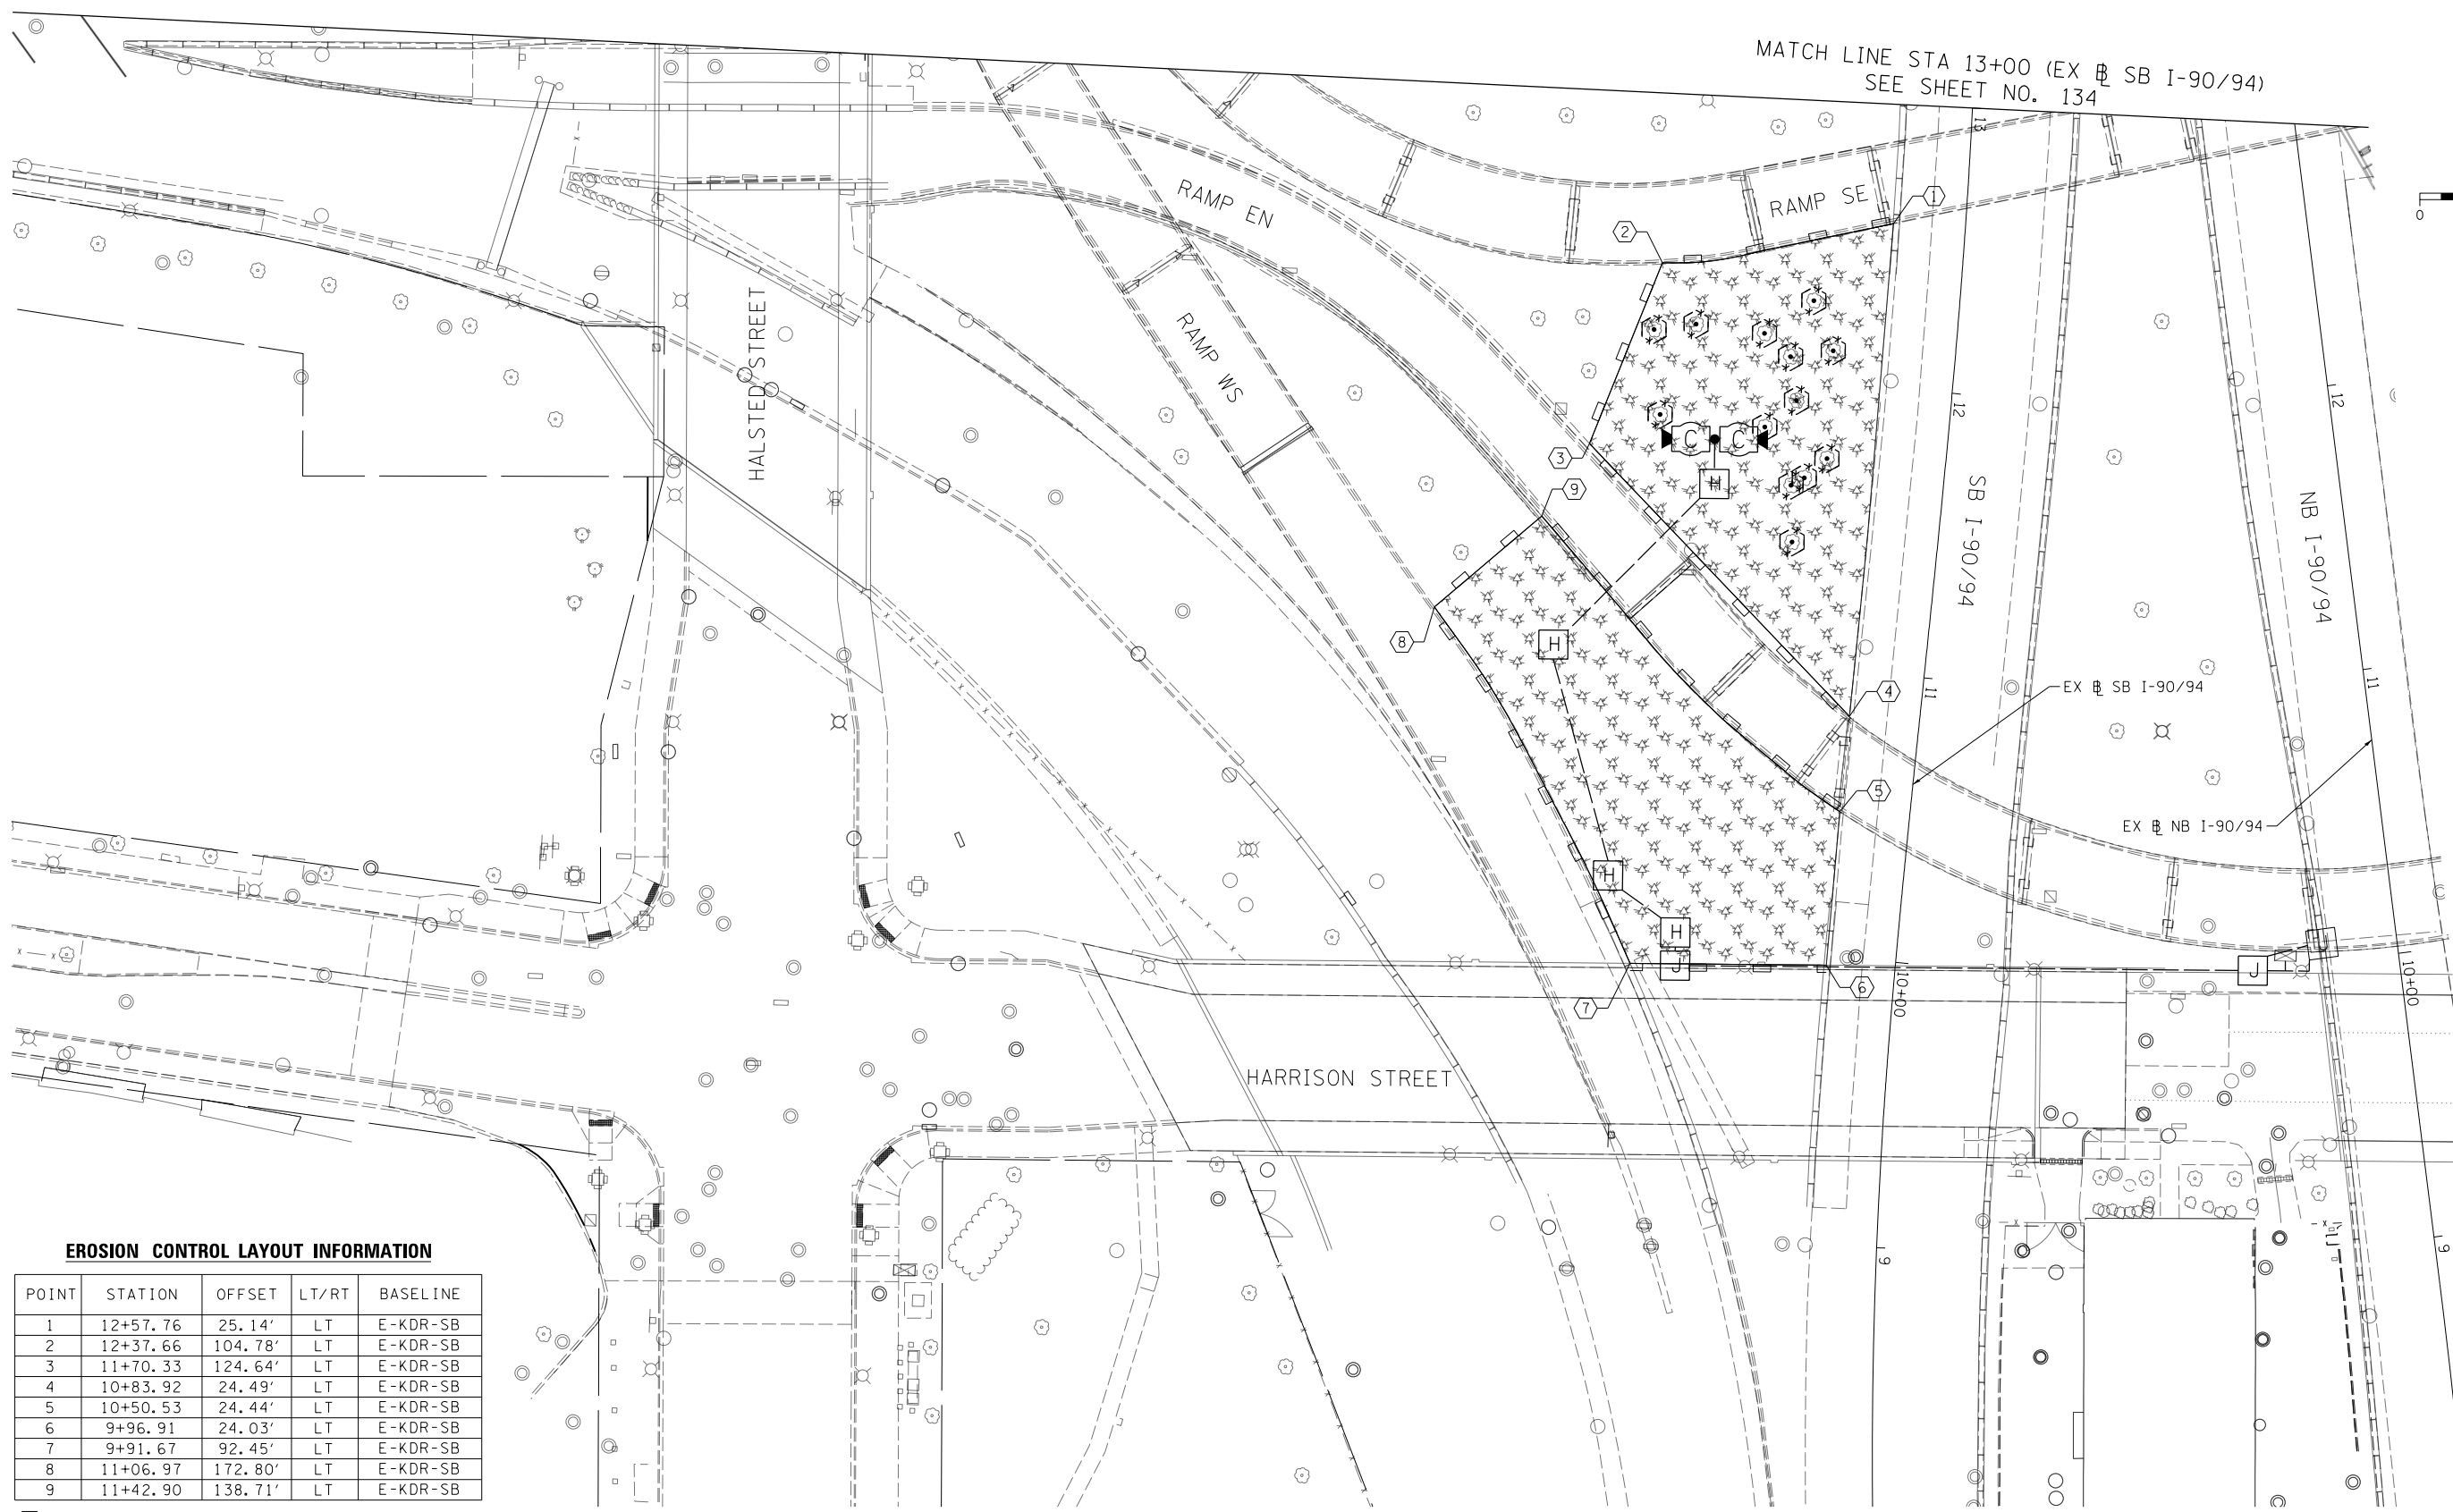 MATCH LINE STA 13+00 (EX ℄ SB I-90/94)
SEE SHEET NO. 134
13
RAMP EN
RAMP SE
1
2
0
HALSTED STREET
RAMP WS
12
12
C C
3
H
9
SB I-90/94
NB I-90/94
8
H
11
11
4
EX ℄ SB I-90/94
5
EX ℄ NB I-90/94
H
H
J
J
6
7
10+00
10+00
HARRISON STREET
9
9
EROSION CONTROL LAYOUT INFORMATION
POINT STATION OFFSET LT/RT BASELINE
1 12+57.76 25.14' LT E-KDR-SB
2 12+37.66 104.78' LT E-KDR-SB
3 11+70.33 124.64' LT E-KDR-SB
4 10+83.92 24.49' LT E-KDR-SB
5 10+50.53 24.44' LT E-KDR-SB
6 9+96.91 24.03' LT E-KDR-SB
7 9+91.67 92.45' LT E-KDR-SB
8 11+06.97 172.80' LT E-KDR-SB
9 11+42.90 138.71' LT E-KDR-SB